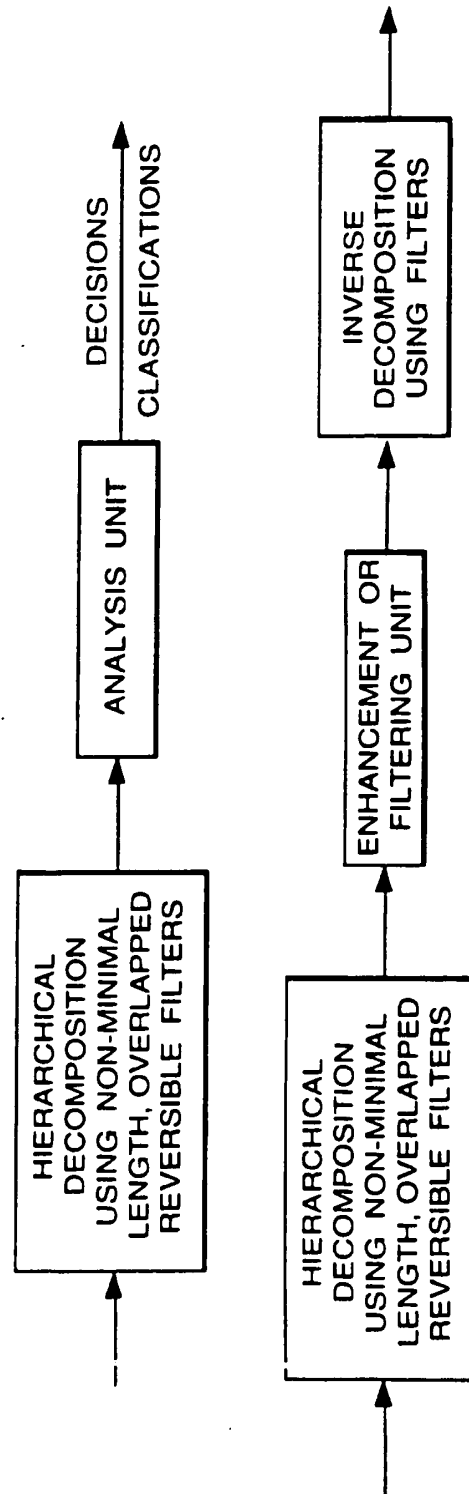 HIERARCHICAL
DECOMPOSITION
USING NON-MINIMAL
LENGTH, OVERLAPPED
REVERSIBLE FILTERS
ANALYSIS UNIT
DECISIONS
CLASSIFICATIONS
HIERARCHICAL
DECOMPOSITION
USING NON-MINIMAL
LENGTH, OVERLAPPED
REVERSIBLE FILTERS
ENHANCEMENT OR
FILTERING UNIT
INVERSE
DECOMPOSITION
USING FILTERS